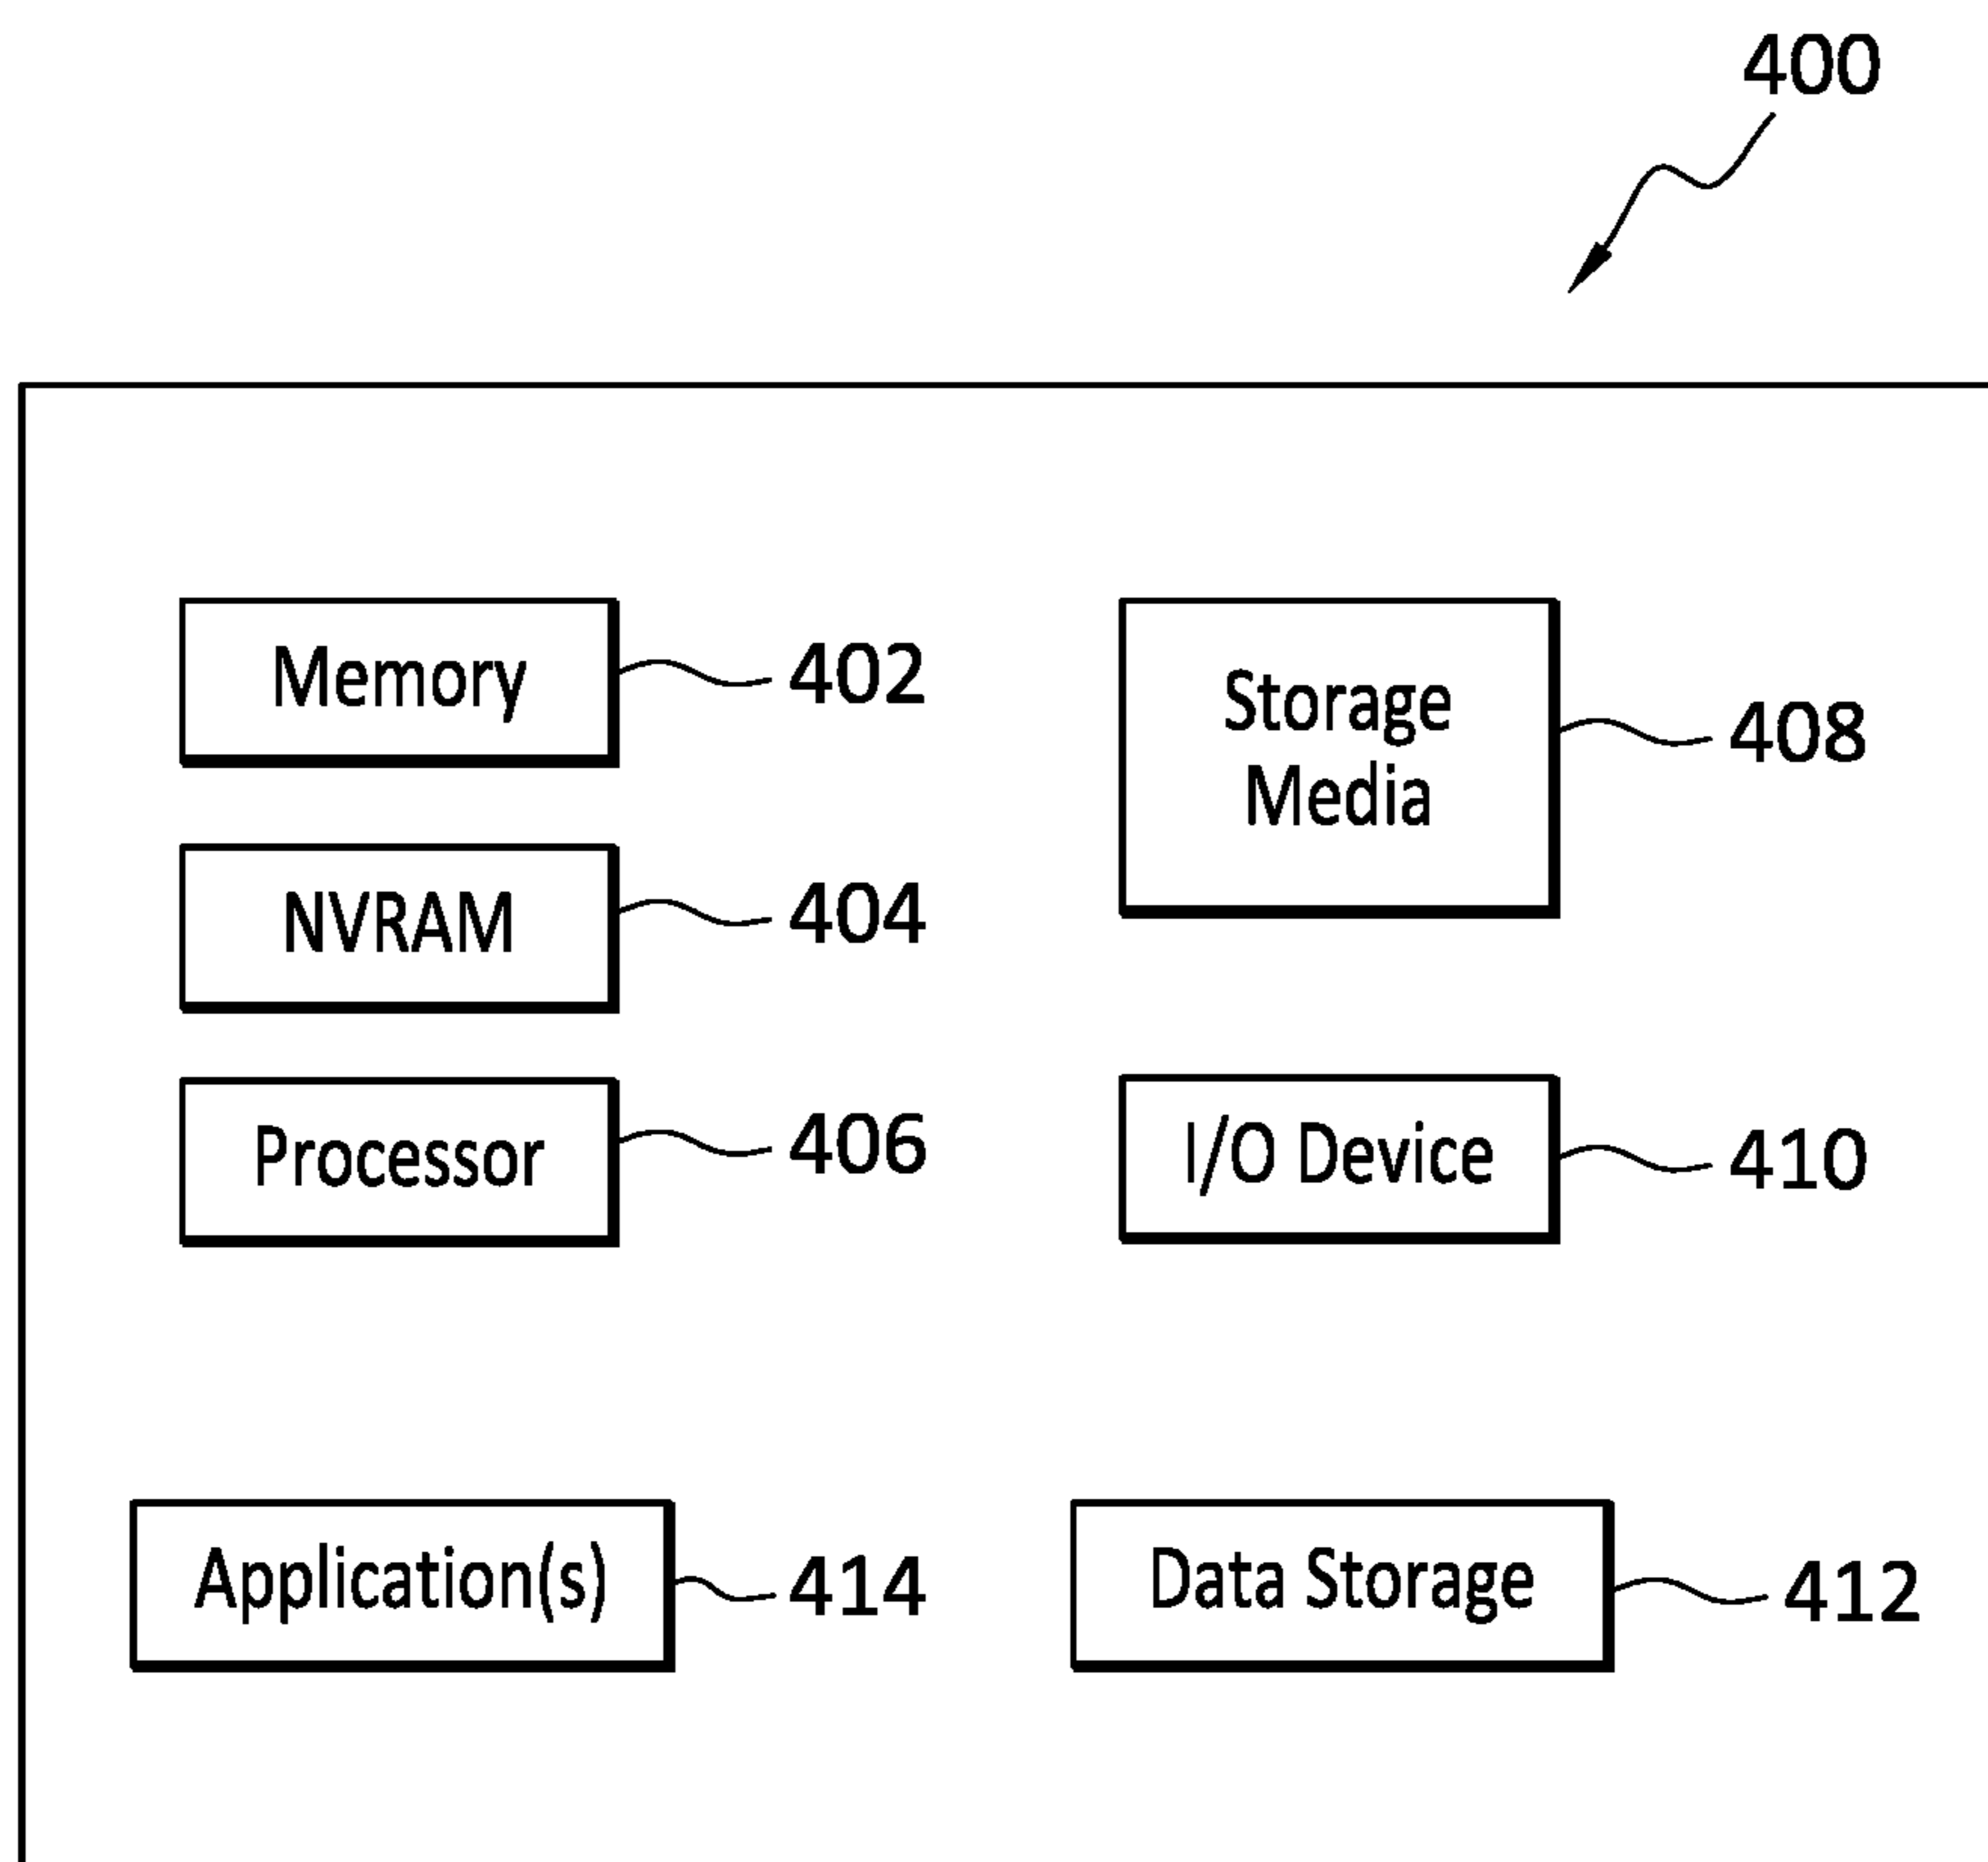 400
Memory
402
Storage
Media
408
NVRAM
404
Processor
406
I/O Device
410
Application(s)
414
Data Storage
412